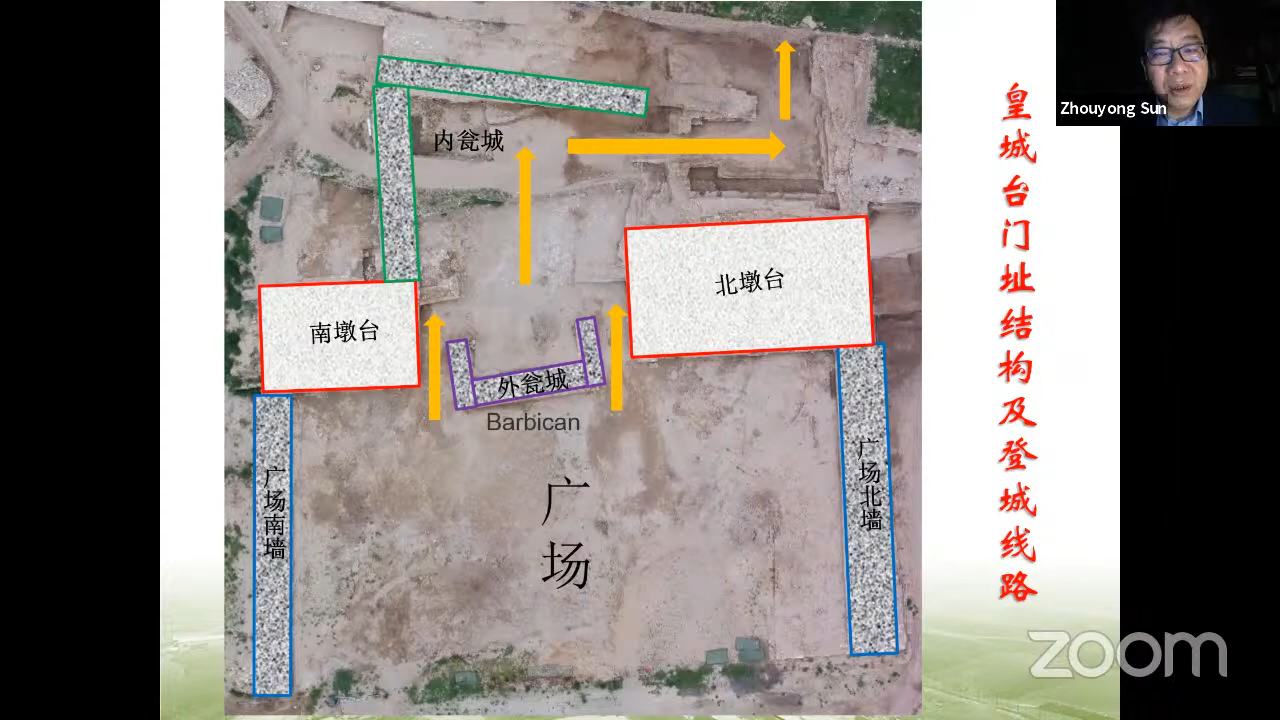 内瓮城
南墩台
北墩台
外瓮城
Barbican
广场
广场南墙
广场北墙
皇城台门址结构及登城线路
Zhouyong Sun
zoom